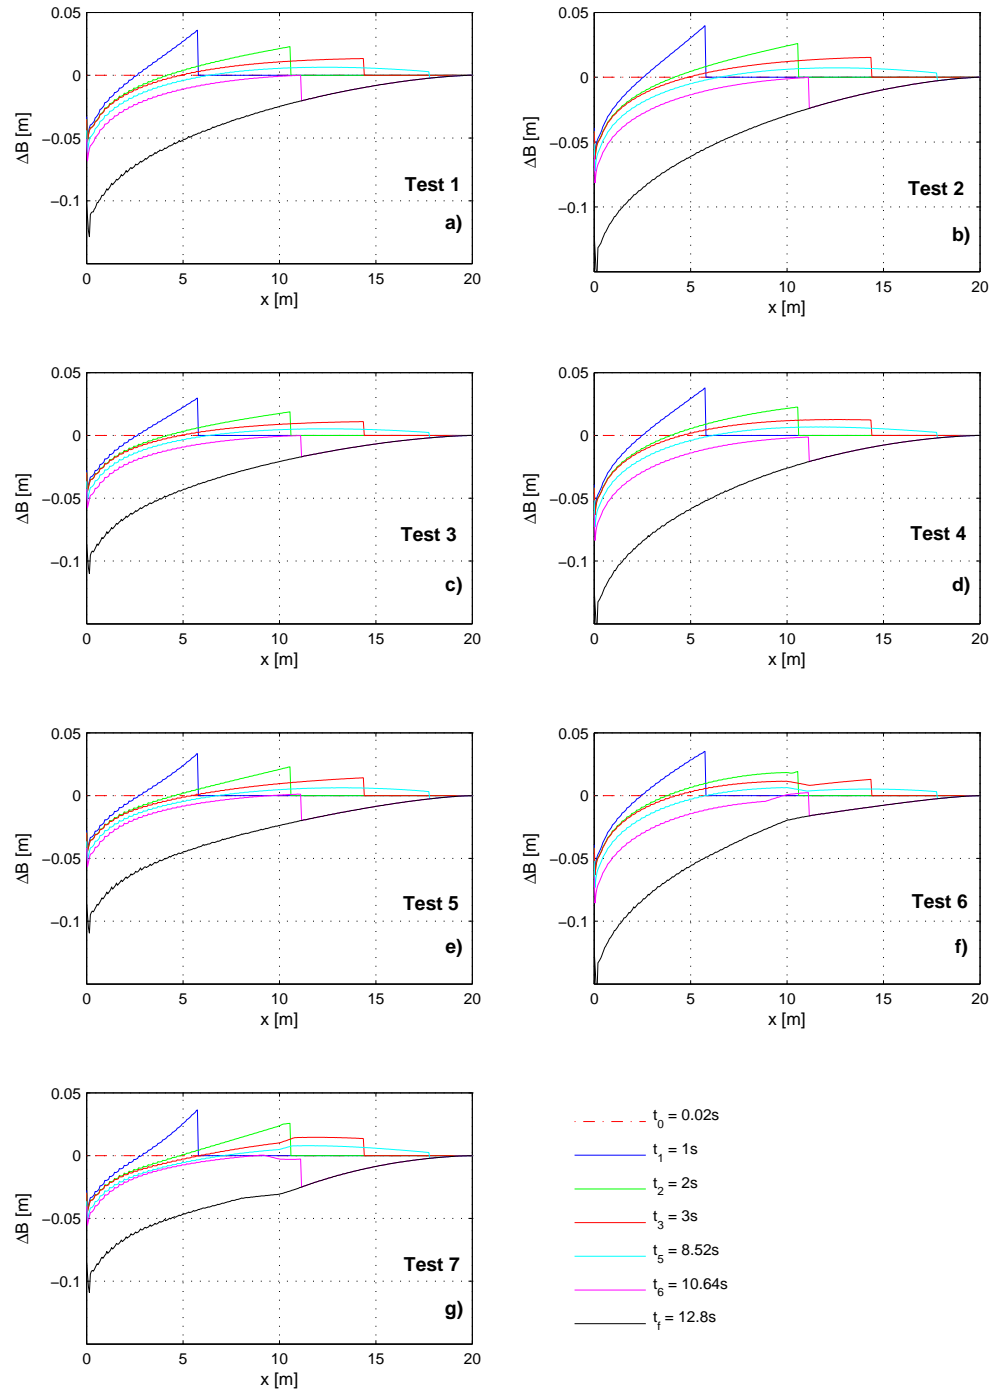 0.05
0
−0.05
−0.1
ΔB [m]
Test 1
a)
0 5 10 15 20
x [m]
0.05
0
−0.05
−0.1
ΔB [m]
Test 2
b)
0 5 10 15 20
x [m]
0.05
0
−0.05
−0.1
ΔB [m]
Test 3
c)
0 5 10 15 20
x [m]
0.05
0
−0.05
−0.1
ΔB [m]
Test 4
d)
0 5 10 15 20
x [m]
0.05
0
−0.05
−0.1
ΔB [m]
Test 5
e)
0 5 10 15 20
x [m]
0.05
0
−0.05
−0.1
ΔB [m]
Test 6
f)
0 5 10 15 20
x [m]
0.05
0
−0.05
−0.1
ΔB [m]
Test 7
g)
0 5 10 15 20
x [m]
t0 = 0.02s
t1 = 1s
t2 = 2s
t3 = 3s
t5 = 8.52s
t6 = 10.64s
tf = 12.8s